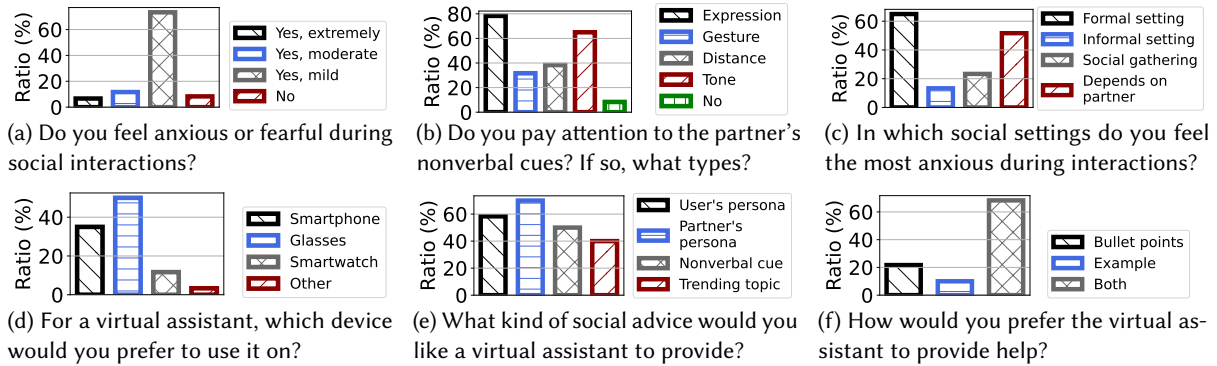 Ratio (%)
60
40
20
0
Yes, extremely
Yes, moderate
Yes, mild
No
(a) Do you feel anxious or fearful during
social interactions?
Ratio (%)
80
60
40
20
0
Expression
Gesture
Distance
Tone
No
(b) Do you pay attention to the partner's
nonverbal cues? If so, what types?
Ratio (%)
60
40
20
0
Formal setting
Informal setting
Social gathering
Depends on
partner
(c) In which social settings do you feel
the most anxious during interactions?
Ratio (%)
40
20
0
Smartphone
Glasses
Smartwatch
Other
(d) For a virtual assistant, which device
would you prefer to use it on?
Ratio (%)
60
40
20
0
User's persona
Partner's
persona
Nonverbal cue
Trending topic
(e) What kind of social advice would you
like a virtual assistant to provide?
Ratio (%)
60
40
20
0
Bullet points
Example
Both
(f) How would you prefer the virtual as-
sistant to provide help?